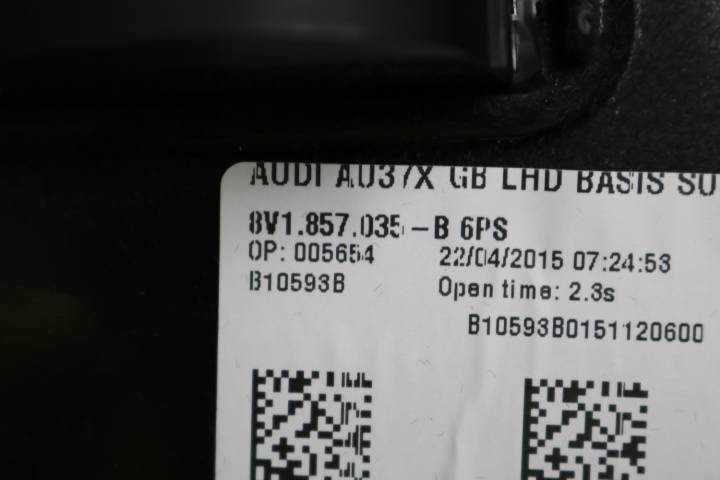 AUDI AU37X GB LHD BASIS SU
8V1.857.035 -B 6PS
OP: 005654 22/04/2015 07:24:53
B10593B Open time: 2.3s
B10593B0151120600